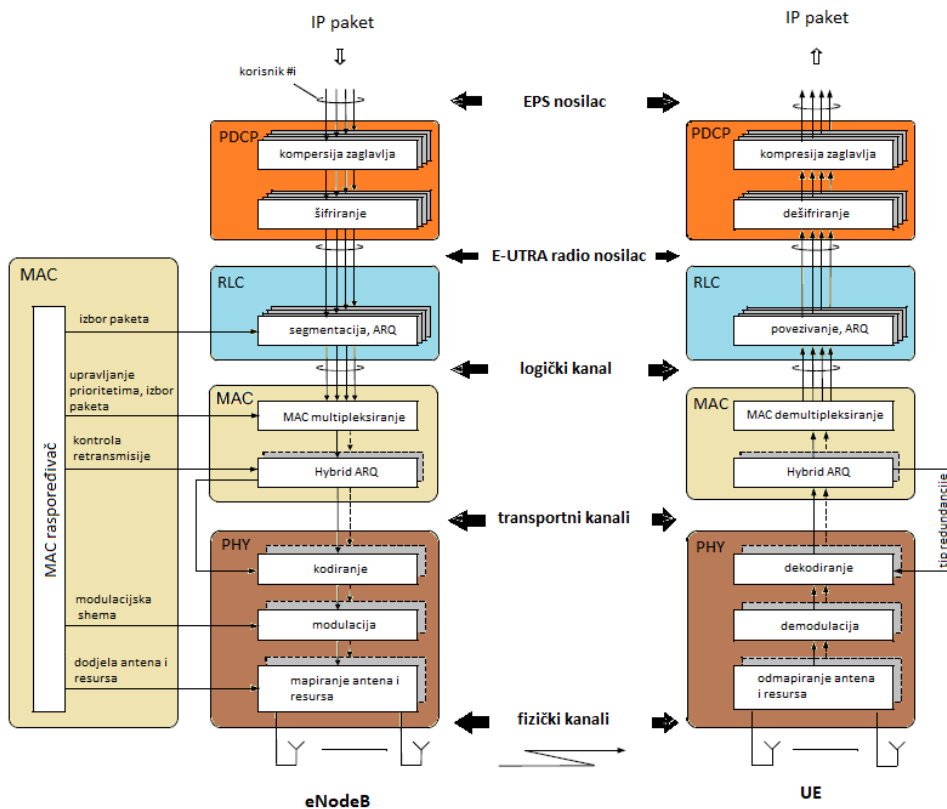 IP paket
IP paket
korisnik #i
EPS nosilac
PDCP
kompersija zaglavlja
šifriranje
PDCP
kompresija zaglavlja
dešifriranje
E-UTRA radio nosilac
MAC
RLC
segmentacija, ARQ
RLC
povezivanje, ARQ
izbor paketa
logički kanal
upravljanje
prioritetima, izbor
paketa
MAC
MAC multipleksiranje
MAC
MAC demultipleksiranje
kontrola
retransmisije
Hybrid ARQ
Hybrid ARQ
MAC raspoređivač
tip redundancije
transportni kanali
PHY
kodiranje
PHY
dekodiranje
modulacijska
shema
modulacija
demodulacija
dodjela antena i
resursa
mapiranje antena i
resursa
odmapiranje antena
i resursa
fizički kanali
eNodeB
UE